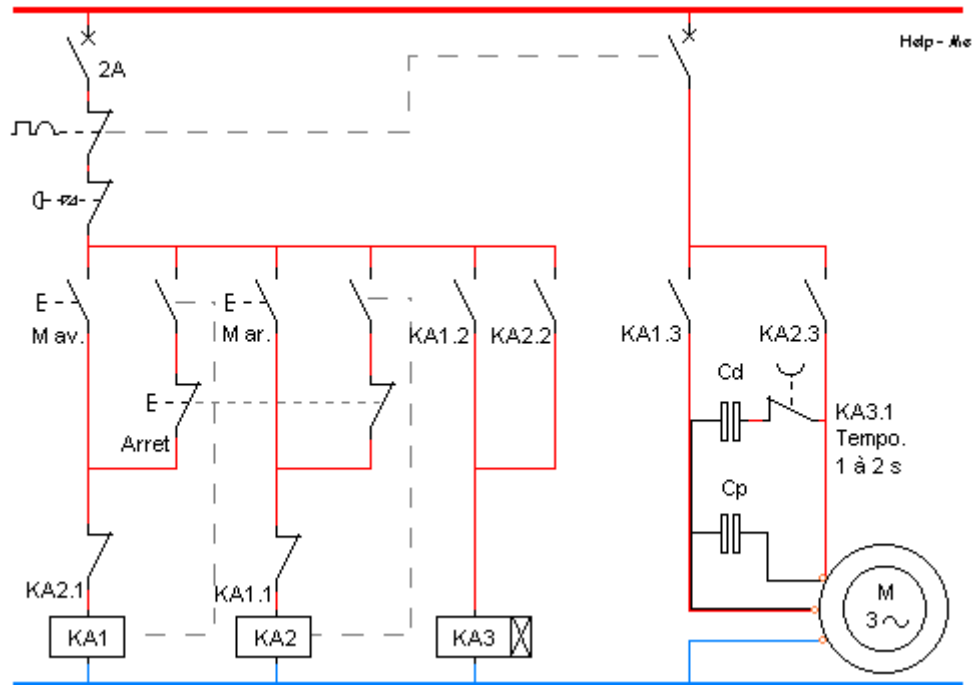 Help - Me
2A
E
M av.
E
M ar.
KA1.2
KA2.2
KA1.3
KA2.3
E
Arret
Cd
KA3.1
Tempo.
1 à 2 s
Cp
KA2.1
KA1.1
KA1
KA2
KA3
M
3~